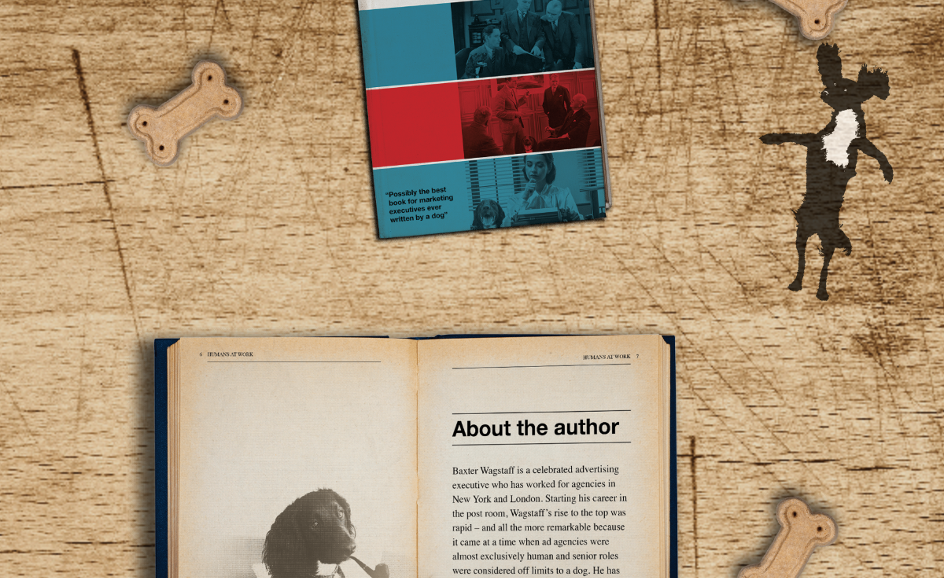 "Possibly the best
book for marketing
executives ever
written by a dog"
6 HUMANS AT WORK
HUMANS AT WORK 7
About the author
Baxter Wagstaff is a celebrated advertising
executive who has worked for agencies in
New York and London. Starting his career in
the post room, Wagstaff's rise to the top was
rapid – and all the more remarkable because
it came at a time when ad agencies were
almost exclusively human and senior roles
were considered off limits to a dog. He has